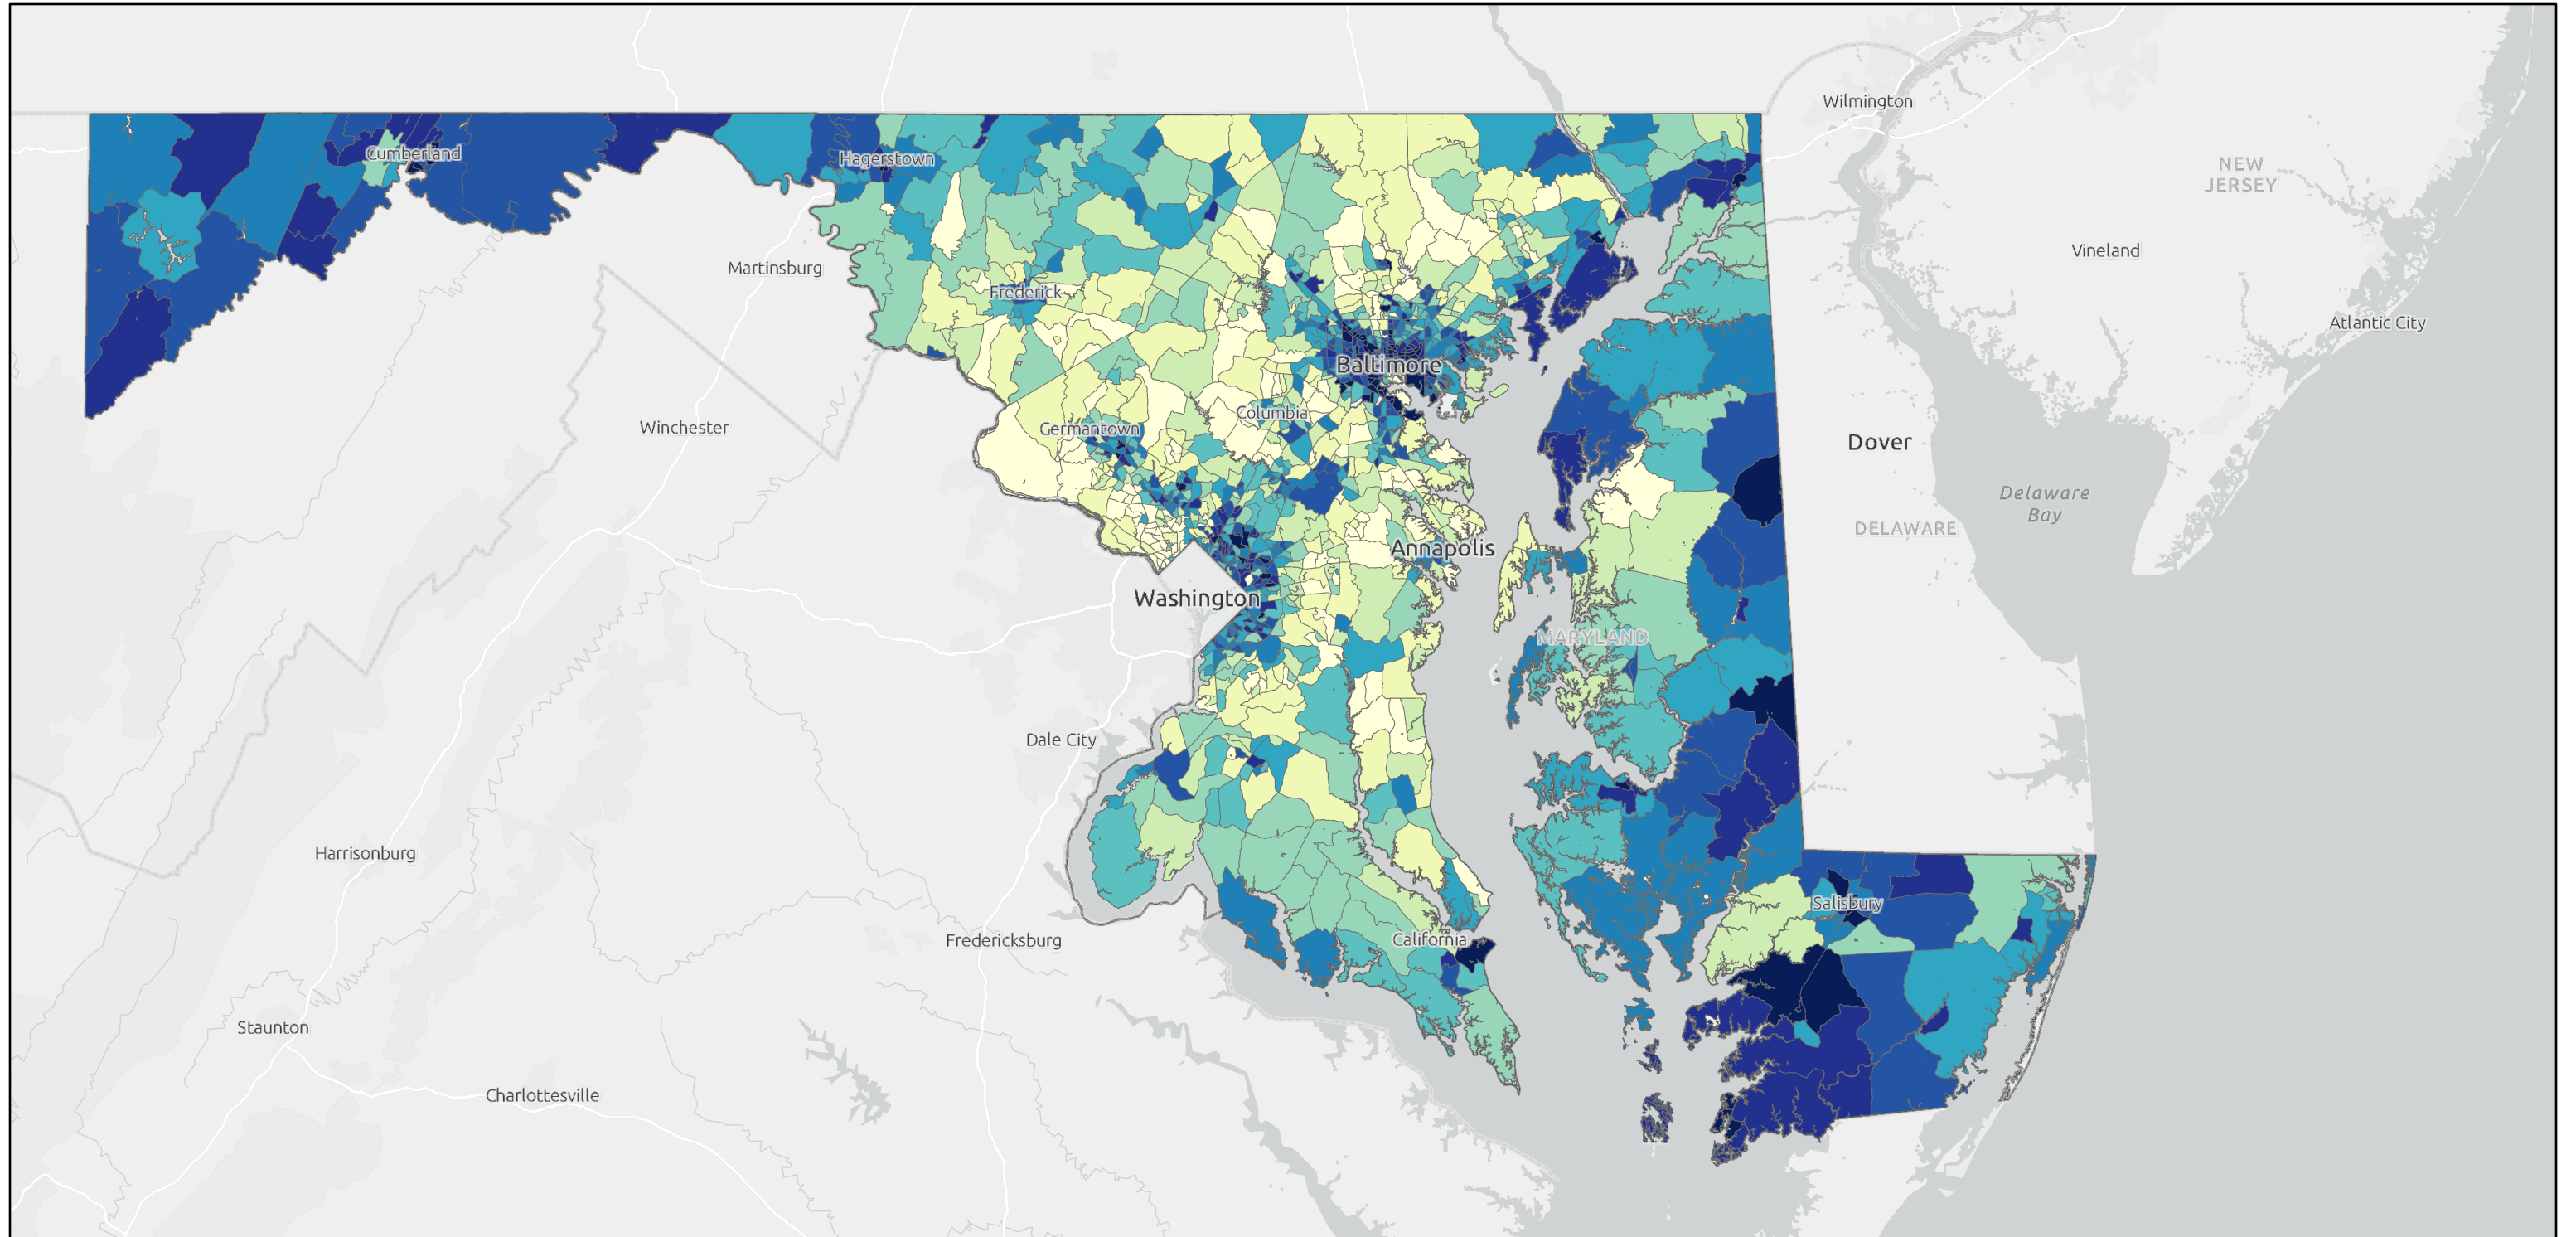 Wilmington
Cumberland
Hagerstown
NEW
JERSEY
Martinsburg
Vineland
Frederick
Atlantic City
Baltimore
Columbia
Winchester
Germantown
Dover
Delaware
Bay
DELAWARE
Annapolis
Washington
MARYLAND
Dale City
Harrisonburg
Salisbury
Fredericksburg
California
Staunton
Charlottesville